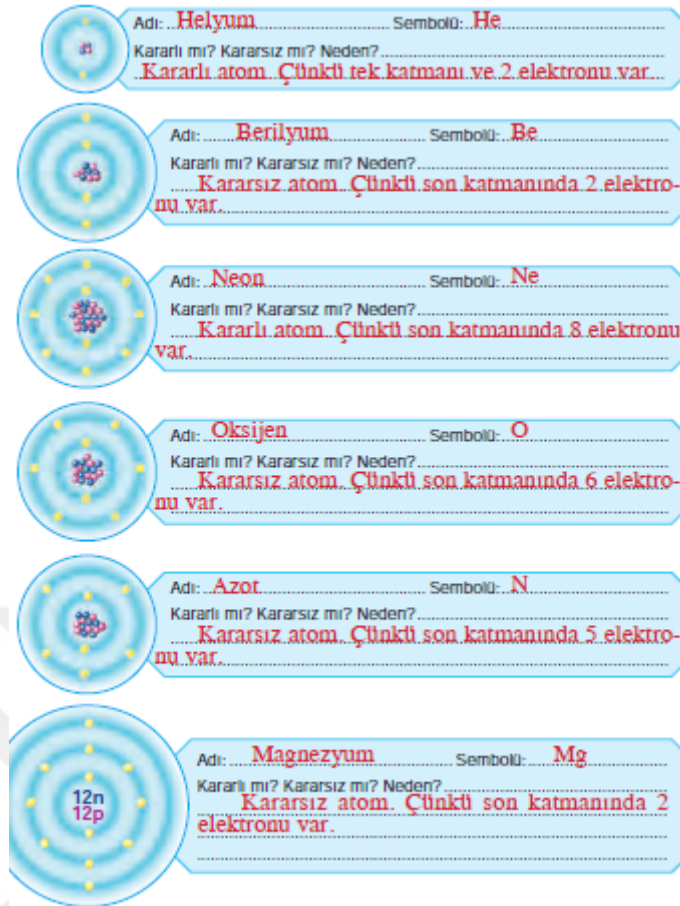 Adı: Helyum Sembolü: He
Kararlı mı? Kararsız mı? Neden?
Kararlı atom. Çünkü tek katmanı ve 2 elektronu var
Adı: Berilyum Sembolü: Be
Kararlı mı? Kararsız mı? Neden?
Kararsız atom. Çünkü son katmanında 2 elektro-
nu var.
Adı: Neon Sembolü: Ne
Kararlı mı? Kararsız mı? Neden?
Kararlı atom. Çünkü son katmanında 8 elektronu
var.
Adı: Oksijen Sembolü: O
Kararlı mı? Kararsız mı? Neden?
Kararsız atom. Çünkü son katmanında 6 elektro-
nu var.
Adı: Azot Sembolü: N
Kararlı mı? Kararsız mı? Neden?
Kararsız atom. Çünkü son katmanında 5 elektro-
nu var.
12n
12p
Adı: Magnezyum Sembolü: Mg
Kararlı mı? Kararsız mı? Neden?
Kararsız atom. Çünkü son katmanında 2
elektronu var.